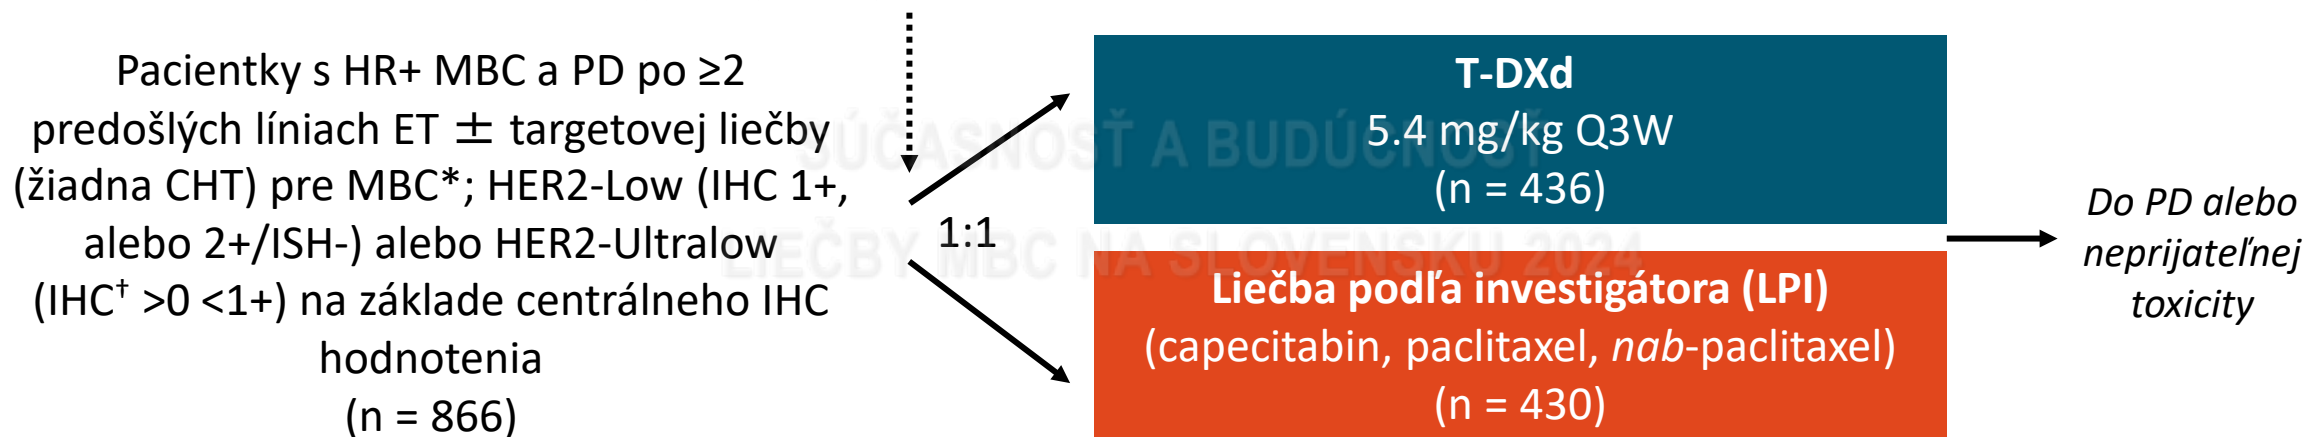 Pacientky s HR+ MBC a PD po ≥2
predošlých líniach ET ± targetovej liečby
(žiadna CHT) pre MBC*; HER2-Low (IHC 1+,
alebo 2+/ISH-) alebo HER2-Ultralow
(IHC† >0 <1+) na základe centrálneho IHC
hodnotenia
(n = 866)
1:1
T-DXd
5.4 mg/kg Q3W
(n = 436)
Liečba podľa investigátora (LPI)
(capecitabin, paclitaxel, nab-paclitaxel)
(n = 430)
Do PD alebo
neprijateľnej
toxicity
SÚČASNOSŤ A BUDÚCNOSŤ
LIEČBY MBC NA SLOVENSKU 2024